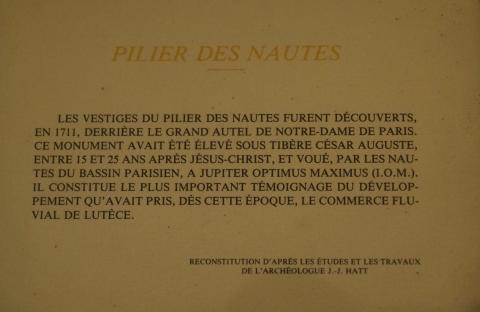 PILIER DES NAUTES
LES VESTIGES DU PILIER DES NAUTES FURENT DÉCOUVERTS,
EN 1711, DERRIÈRE LE GRAND AUTEL DE NOTRE-DAME DE PARIS.
CE MONUMENT AVAIT ÉTÉ ÉLEVÉ SOUS TIBÈRE CÉSAR AUGUSTE,
ENTRE 15 ET 25 ANS APRÈS JÉSUS-CHRIST, ET VOUÉ, PAR LES NAU-
TES DU BASSIN PARISIEN, A JUPITER OPTIMUS MAXIMUS (I.O.M.).
IL CONSTITUE LE PLUS IMPORTANT TÉMOIGNAGE DU DÉVELOP-
PEMENT QU'AVAIT PRIS, DÉS CETTE ÉPOQUE, LE COMMERCE FLU-
VIAL DE LUTÈCE.
RECONSTITUTION D'APRÈS LES ÉTUDES ET LES TRAVAUX
DE L'ARCHÉOLOGUE J.-J. HATT